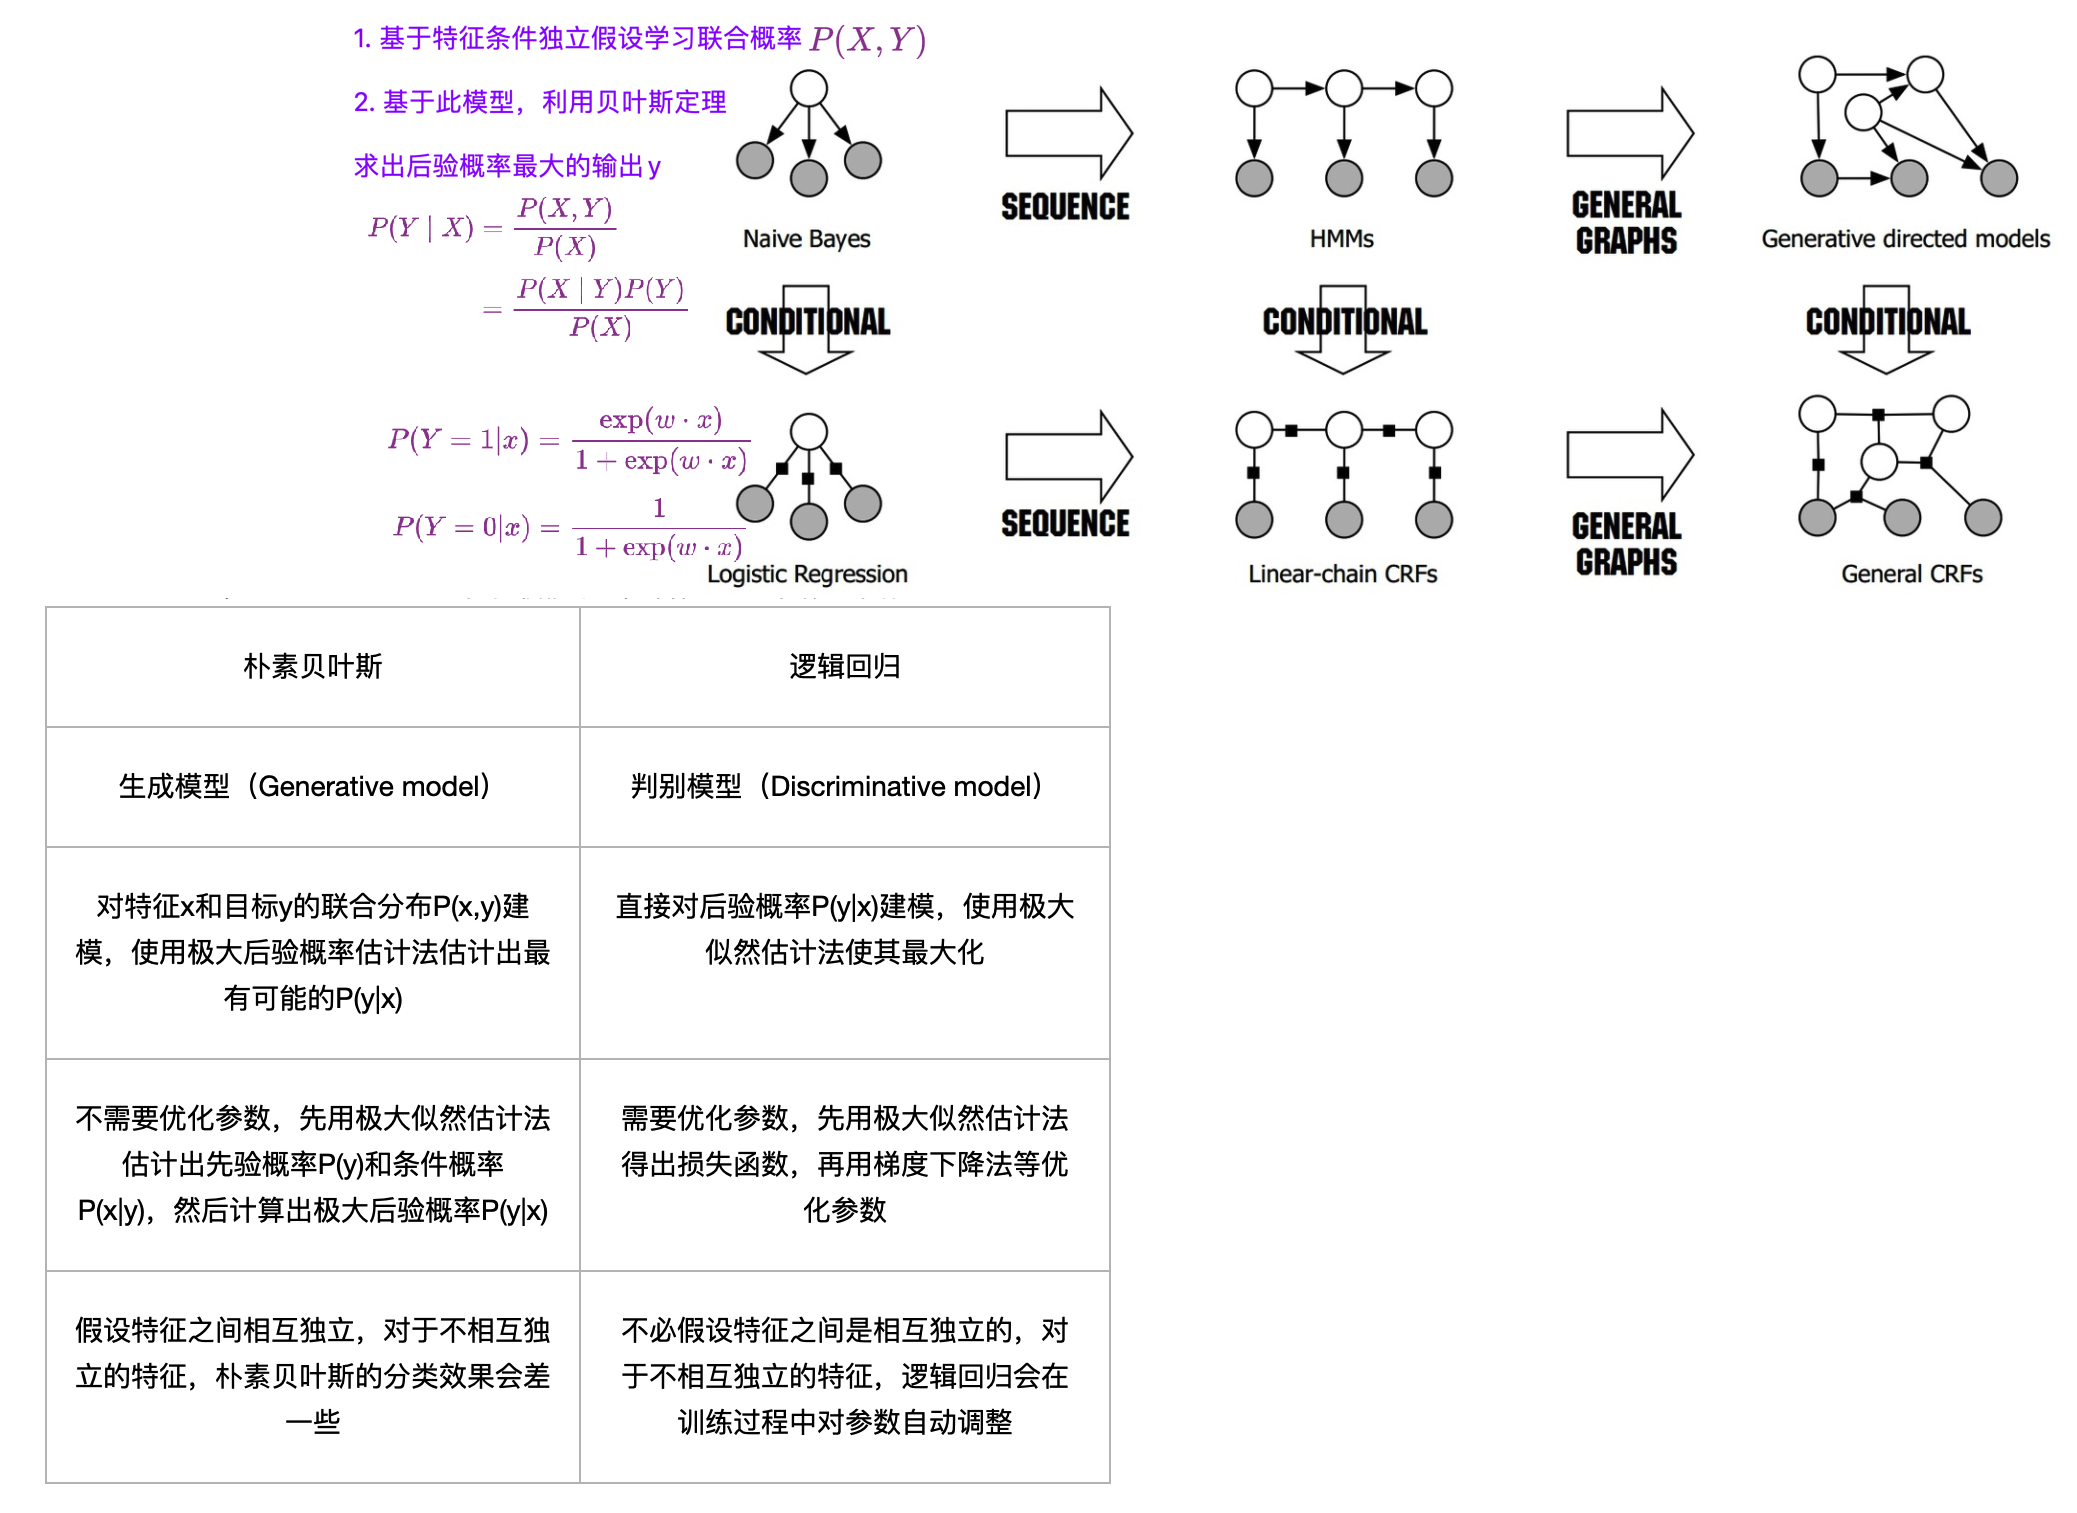 1. 基于特征条件独立假设学习联合概率 P(X, Y)
2. 基于此模型，利用贝叶斯定理
求出后验概率最大的输出 y
P(Y | X) = P(X, Y) / P(X)
= P(X | Y)P(Y) / P(X)
Naive Bayes
SEQUENCE
HMMs
GENERAL
GRAPHS
Generative directed models
CONDITIONAL
CONDITIONAL
CONDITIONAL
P(Y = 1|x) = exp(w · x) / 1 + exp(w · x)
P(Y = 0|x) = 1 / 1 + exp(w · x)
Logistic Regression
SEQUENCE
Linear-chain CRFs
GENERAL
GRAPHS
General CRFs
朴素贝叶斯
逻辑回归
生成模型（Generative model）
判别模型（Discriminative model）
对特征x和目标y的联合分布P(x,y)建
模，使用极大后验概率估计法估计出最
有可能的P(y|x)
直接对后验概率P(y|x)建模，使用极大
似然估计法使其最大化
不需要优化参数，先用极大似然估计法
估计出先验概率P(y)和条件概率
P(x|y)，然后计算出极大后验概率P(y|x)
需要优化参数，先用极大似然估计法
得出损失函数，再用梯度下降法等优
化参数
假设特征之间相互独立，对于不相互独
立的特征，朴素贝叶斯的分类效果会差
一些
不必假设特征之间是相互独立的，对
于不相互独立的特征，逻辑回归会在
训练过程中对参数自动调整